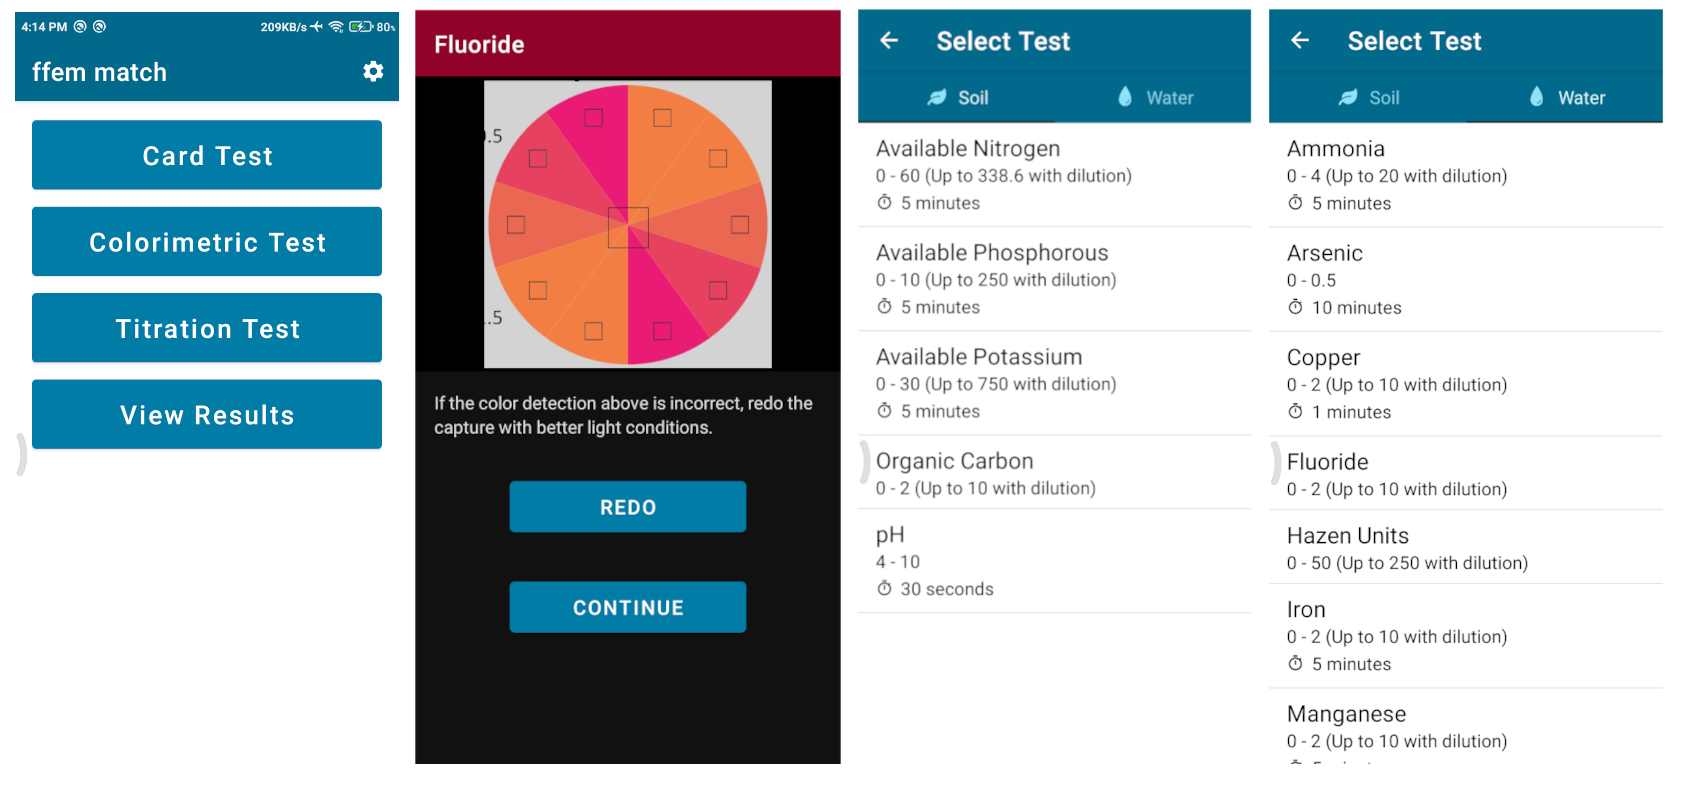 4:14 PM
209KB/s
80%
ffem match
Card Test
Colorimetric Test
Titration Test
View Results
Fluoride
.5
.5
If the color detection above is incorrect, redo the
capture with better light conditions.
REDO
CONTINUE
Select Test
Soil
Water
Available Nitrogen
0 - 60 (Up to 338.6 with dilution)
5 minutes
Available Phosphorous
0 - 10 (Up to 250 with dilution)
5 minutes
Available Potassium
0 - 30 (Up to 750 with dilution)
5 minutes
Organic Carbon
0 - 2 (Up to 10 with dilution)
pH
4 - 10
30 seconds
Select Test
Soil
Water
Ammonia
0 - 4 (Up to 20 with dilution)
5 minutes
Arsenic
0 - 0.5
10 minutes
Copper
0 - 2 (Up to 10 with dilution)
1 minutes
Fluoride
0 - 2 (Up to 10 with dilution)
Hazen Units
0 - 50 (Up to 250 with dilution)
Iron
0 - 2 (Up to 10 with dilution)
5 minutes
Manganese
0 - 2 (Up to 10 with dilution)